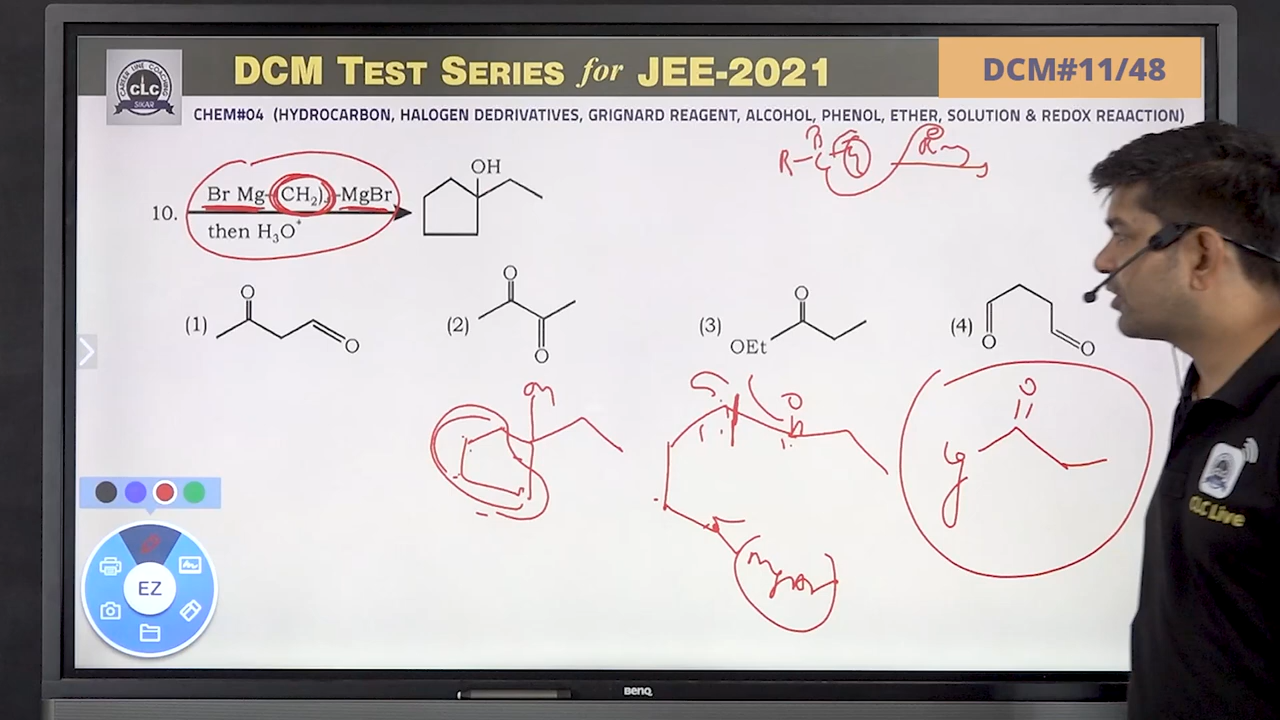 DCM TEST SERIES for JEE-2021
DCM#11/48
CAREER LINE COACHING
CLC
SIKAR
CHEM#04 (HYDROCARBON, HALOGEN DEDRIVATIVES, GRIGNARD REAGENT, ALCOHOL, PHENOL, ETHER, SOLUTION & REDOX REAACTION)
10.
Br Mg-(CH₂) -MgBr
then H₃O⁺
OH
(1)
O
O
(2)
O
O
(3)
O
OEt
(4)
O
O
OH
O
O
EZ
CLC Live
BENQ